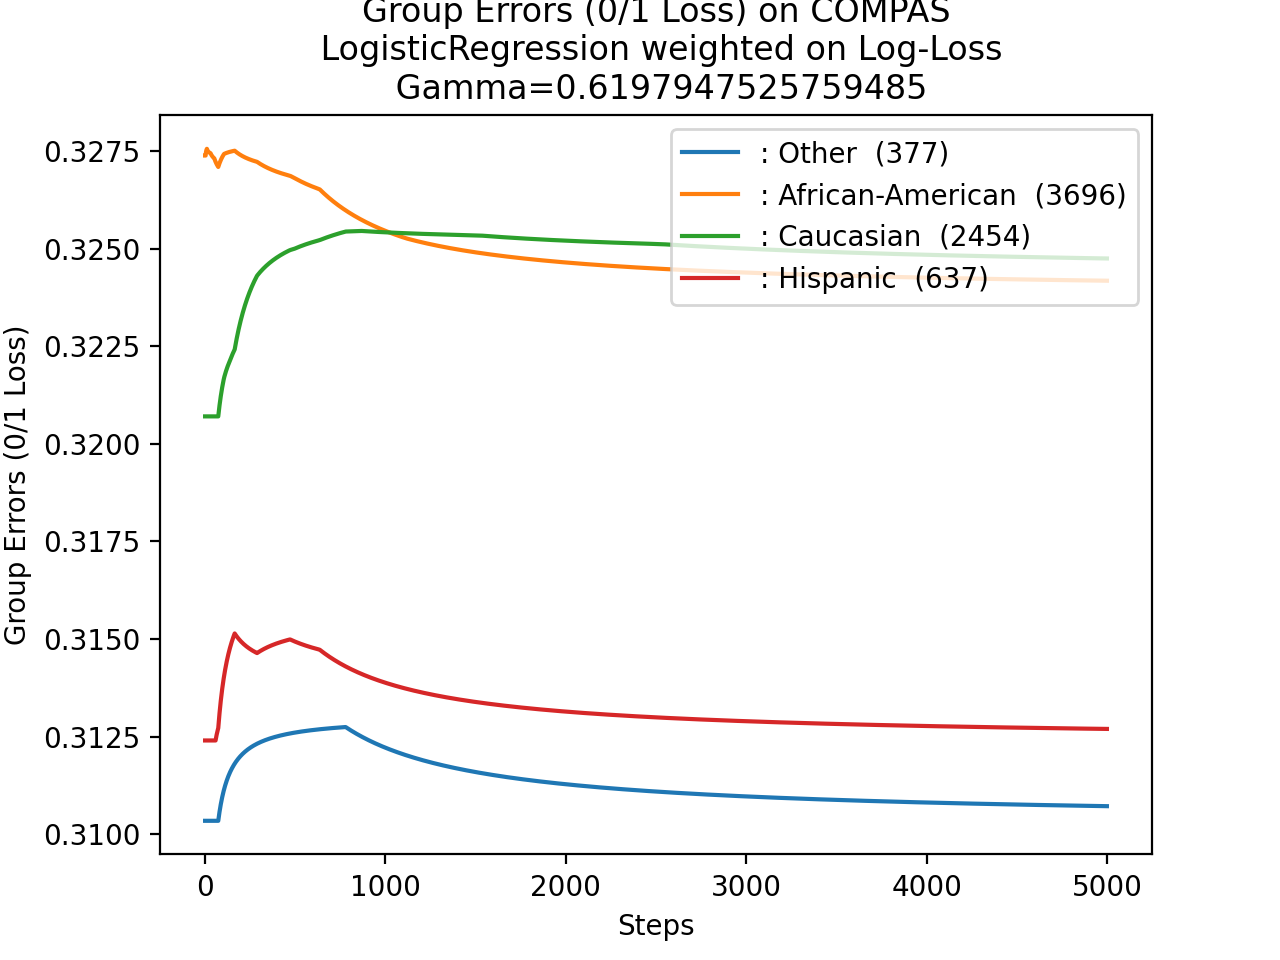 Group Errors (0/1 Loss) on COMPAS
LogisticRegression weighted on Log-Loss
Gamma=0.6197947525759485
: Other (377)
: African-American (3696)
: Caucasian (2454)
: Hispanic (637)
Group Errors (0/1 Loss)
0.3275
0.3250
0.3225
0.3200
0.3175
0.3150
0.3125
0.3100
0 1000 2000 3000 4000 5000
Steps